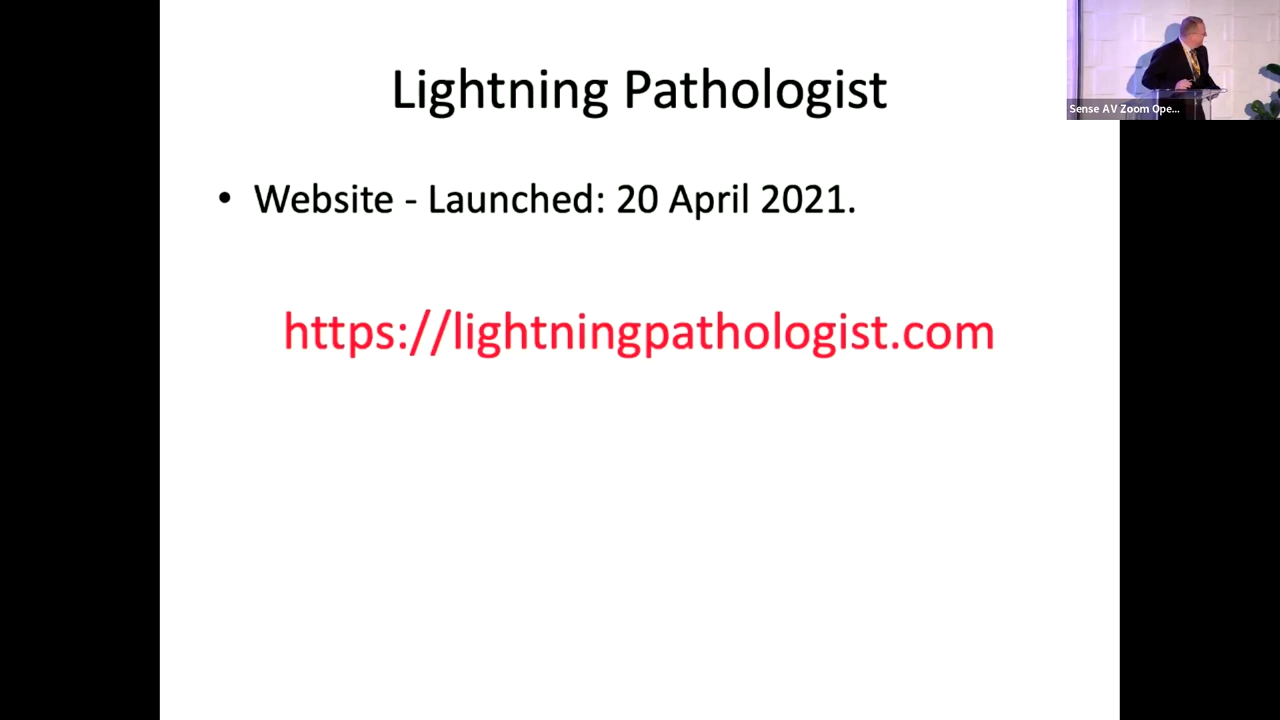 Lightning Pathologist
• Website - Launched: 20 April 2021.
https://lightningpathologist.com
Sense AV Zoom Ope...